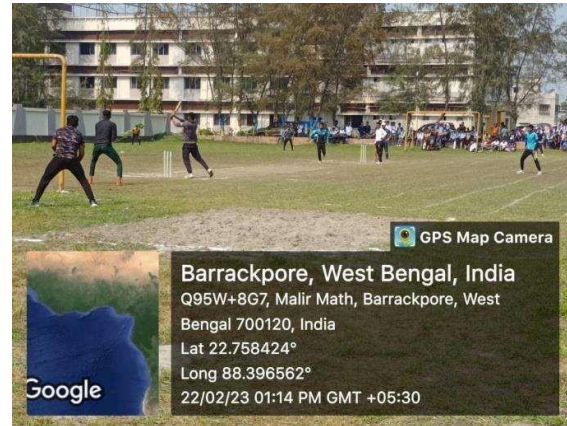 GPS Map Camera
Barrackpore, West Bengal, India
Q95W+8G7, Malir Math, Barrackpore, West
Bengal 700120, India
Lat 22.758424°
Long 88.396562°
22/02/23 01:14 PM GMT +05:30
Google